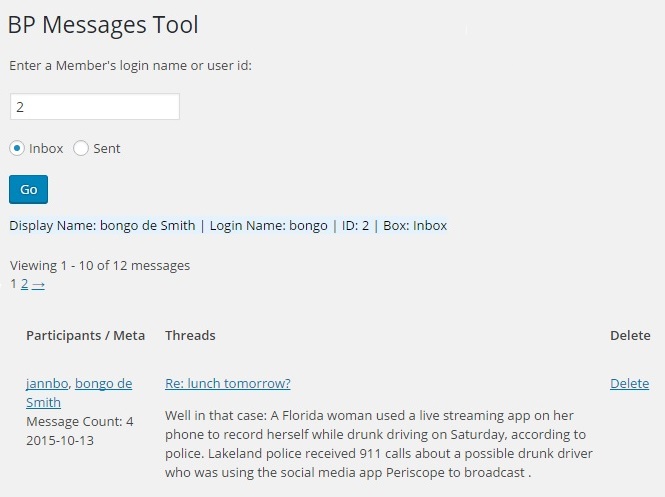 BP Messages Tool
Enter a Member's login name or user id:
2
Inbox Sent
Go
Display Name: bongo de Smith | Login Name: bongo | ID: 2 | Box: Inbox
Viewing 1 - 10 of 12 messages
1 2 →
Participants / Meta Threads Delete
jannbo, bongo de Smith
Message Count: 4
2015-10-13
Re: lunch tomorrow?
Well in that case: A Florida woman used a live streaming app on her
phone to record herself while drunk driving on Saturday, according to
police. Lakeland police received 911 calls about a possible drunk driver
who was using the social media app Periscope to broadcast .
Delete